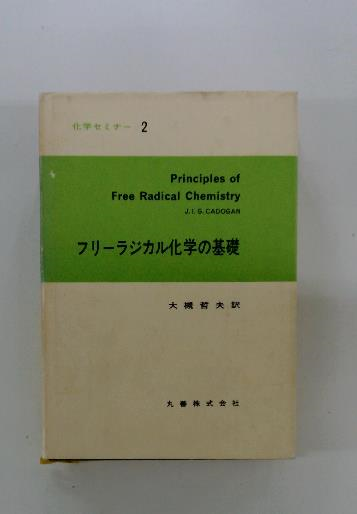 化学セミナー 2
Principles of
Free Radical Chemistry
J.I.G. CADOGAN
フリーラジカル化学の基礎
大槻哲夫訳
丸善株式会社